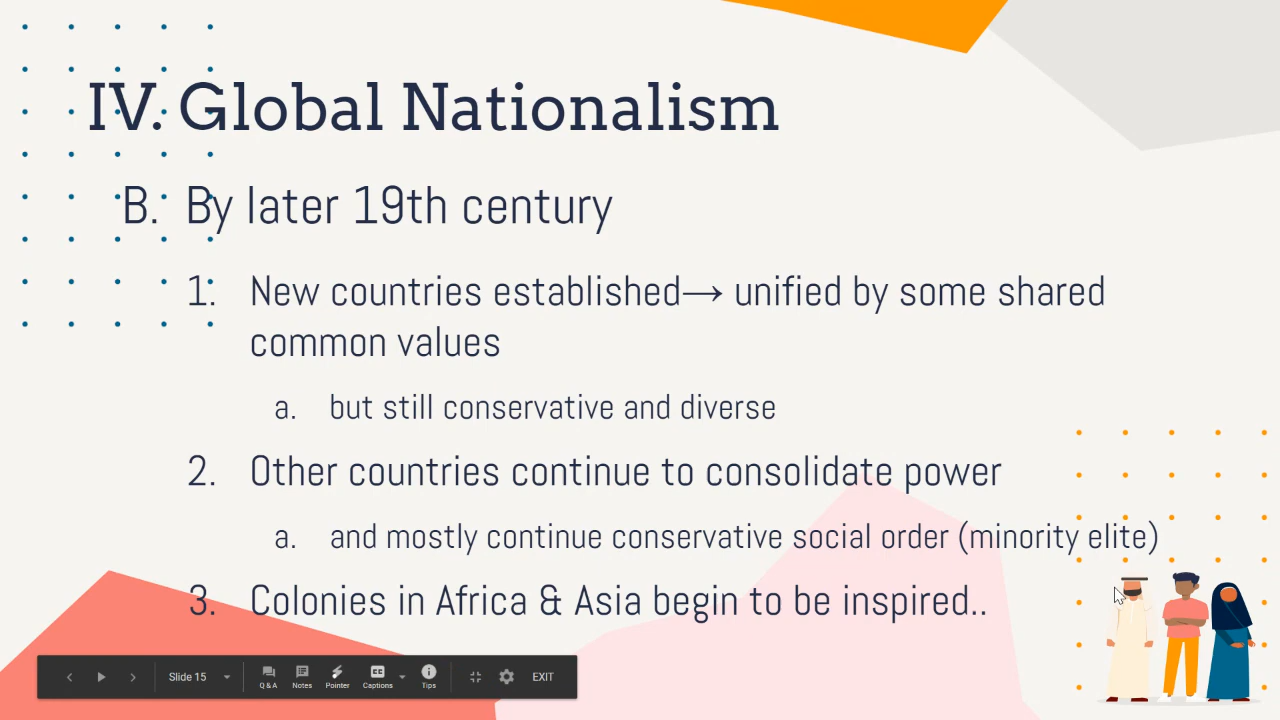 IV. Global Nationalism
B. By later 19th century
1. New countries established→ unified by some shared
common values
a. but still conservative and diverse
2. Other countries continue to consolidate power
a. and mostly continue conservative social order (minority elite)
3. Colonies in Africa & Asia begin to be inspired..
Slide 15
Q & A
Notes
Pointer
CC
Captions
Tips
EXIT